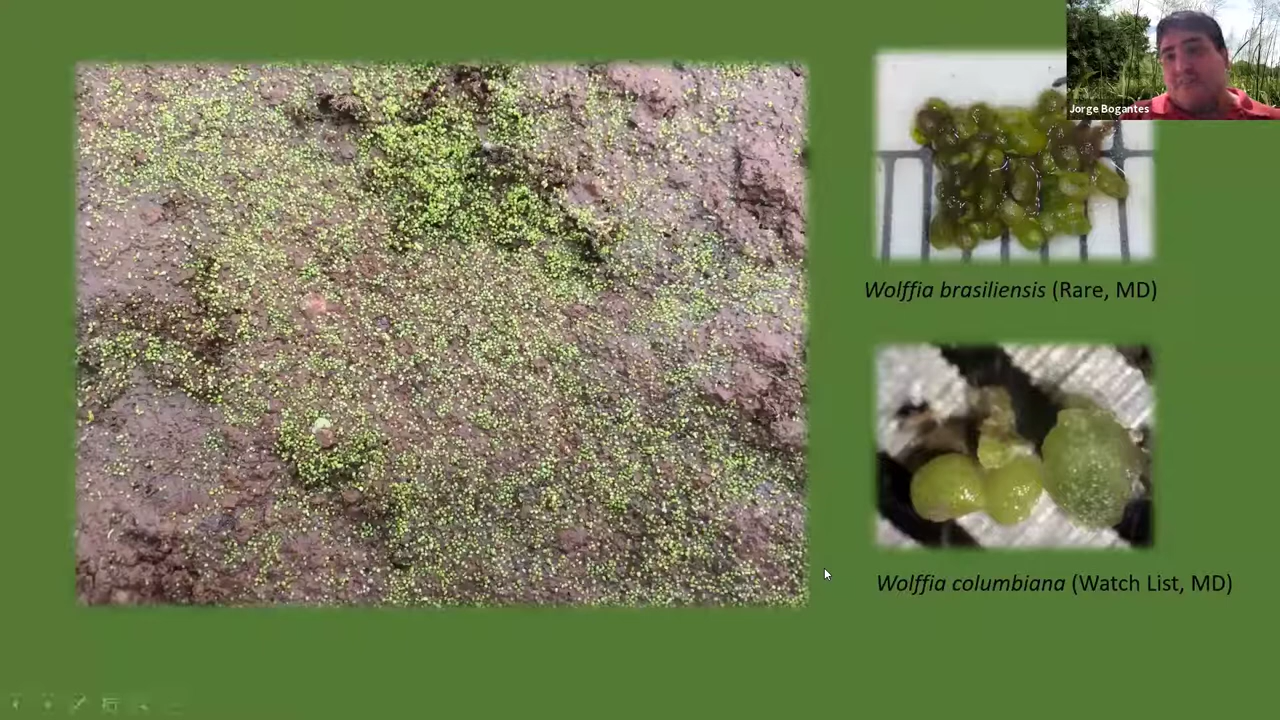 Jorge Bogantes
Wolffia brasiliensis (Rare, MD)
Wolffia columbiana (Watch List, MD)